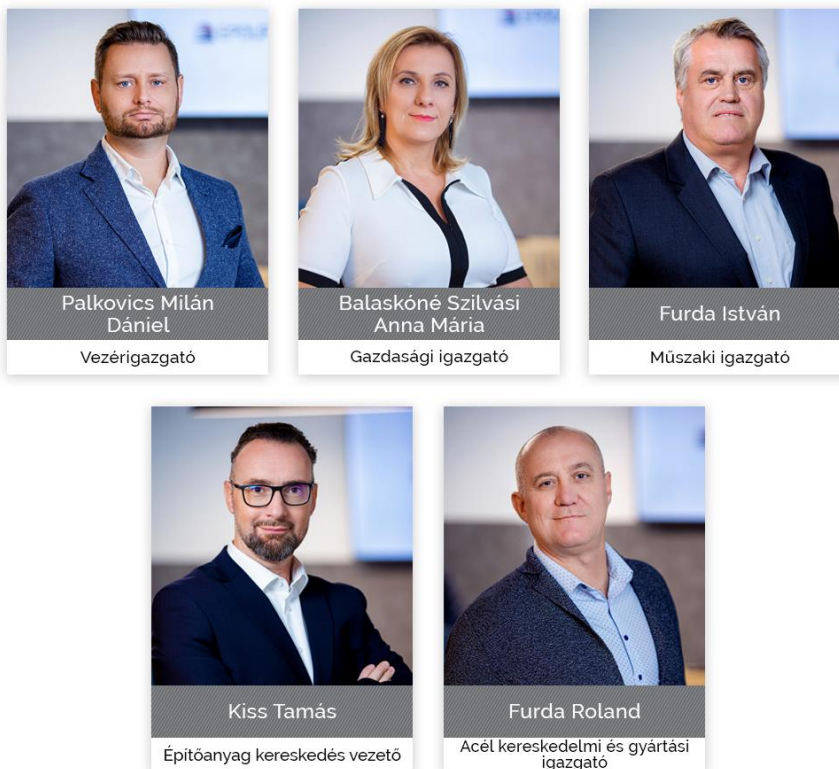 Palkovics Milán
Dániel
Vezérigazgató
Balaskóné Szilvási
Anna Mária
Gazdasági igazgató
Furda István
Műszaki igazgató
Kiss Tamás
Építőanyag kereskedés vezető
Furda Roland
Acél kereskedelmi és gyártási
igazgató